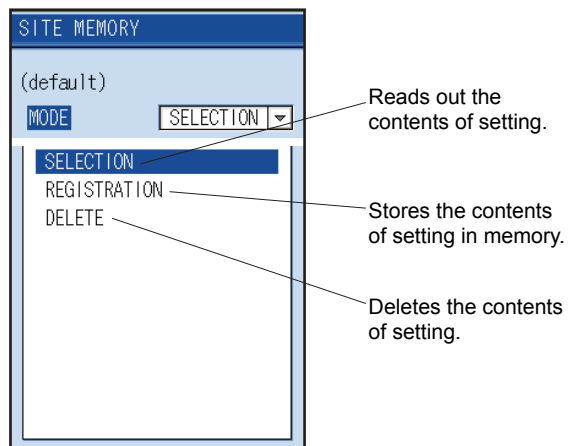 SITE MEMORY
(default)
MODE
SELECTION
SELECTION
REGISTRATION
DELETE
Reads out the
contents of setting.
Stores the contents
of setting in memory.
Deletes the contents
of setting.